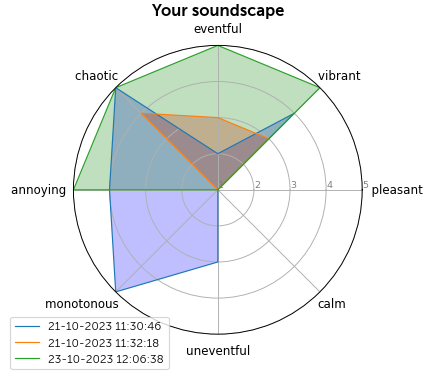 Your soundscape
eventful
chaotic
vibrant
annoying
2
3
4
5
pleasant
monotonous
calm
uneventful
21-10-2023 11:30:46
21-10-2023 11:32:18
23-10-2023 12:06:38